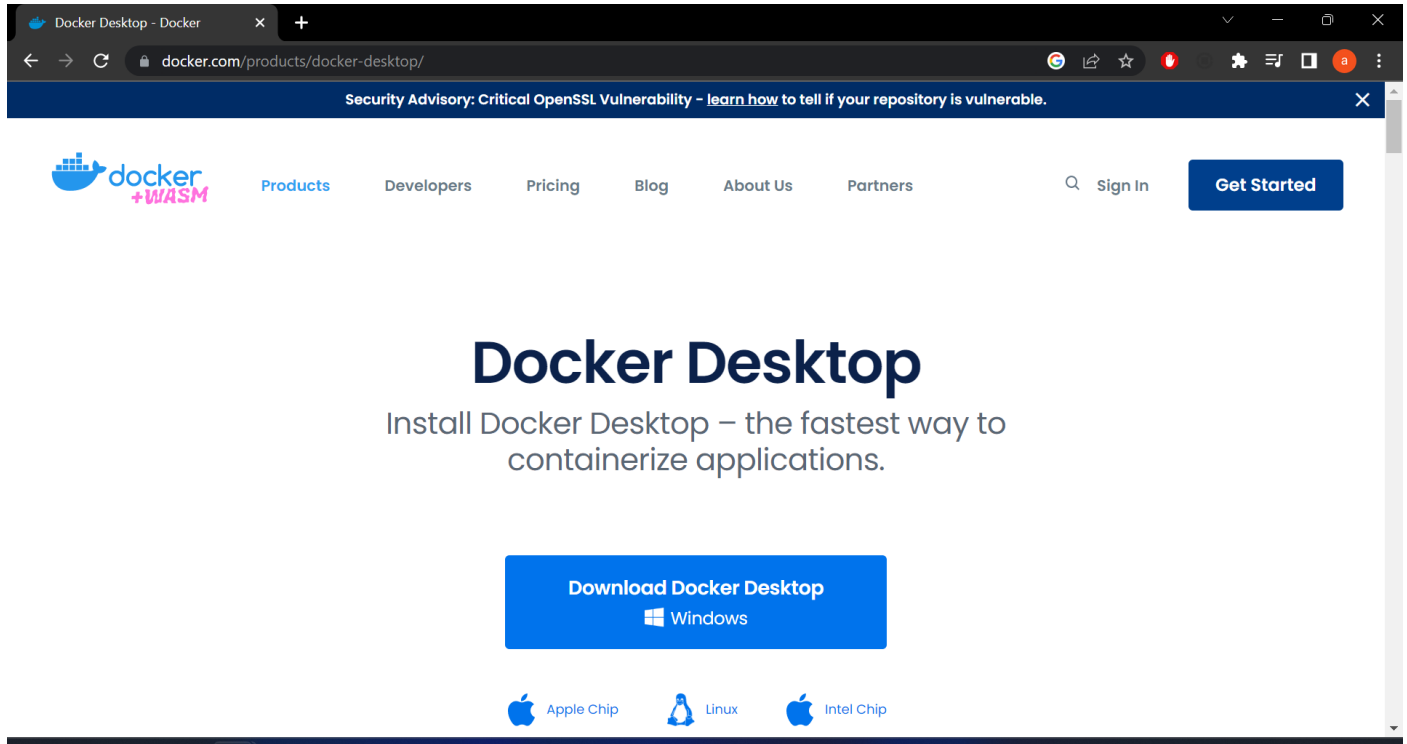 Docker Desktop - Docker
docker.com/products/docker-desktop/
a
Security Advisory: Critical OpenSSL Vulnerability – learn how to tell if your repository is vulnerable.
docker
+WASM
Products
Developers
Pricing
Blog
About Us
Partners
Sign In
Get Started
Docker Desktop
Install Docker Desktop – the fastest way to
containerize applications.
Download Docker Desktop
Windows
Apple Chip
Linux
Intel Chip